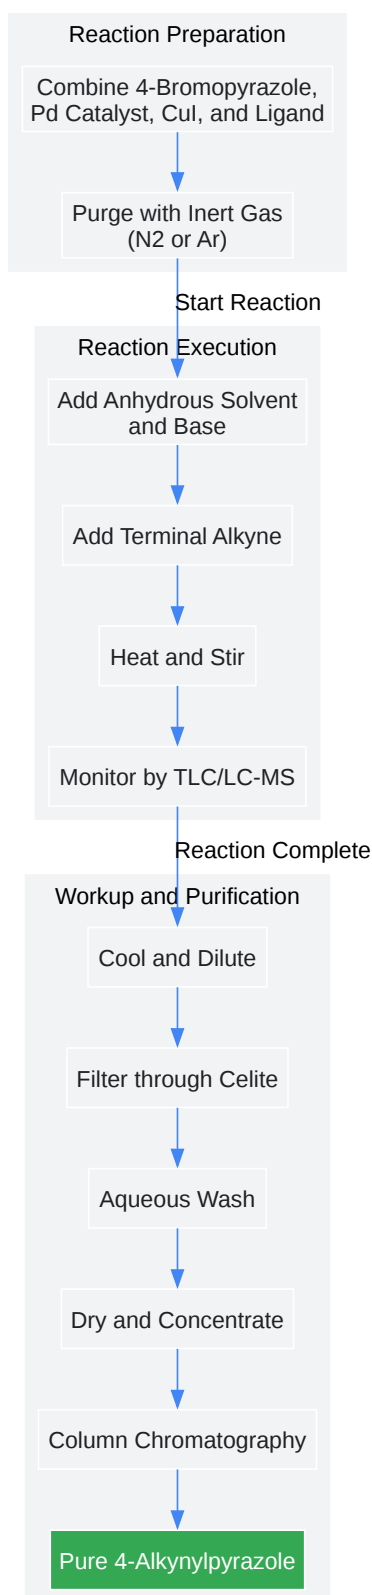 Reaction Preparation
Combine 4-Bromopyrazole,
Pd Catalyst, CuI, and Ligand
Purge with Inert Gas
(N2 or Ar)
Start Reaction
Reaction Execution
Add Anhydrous Solvent
and Base
Add Terminal Alkyne
Heat and Stir
Monitor by TLC/LC-MS
Reaction Complete
Workup and Purification
Cool and Dilute
Filter through Celite
Aqueous Wash
Dry and Concentrate
Column Chromatography
Pure 4-Alkynylpyrazole